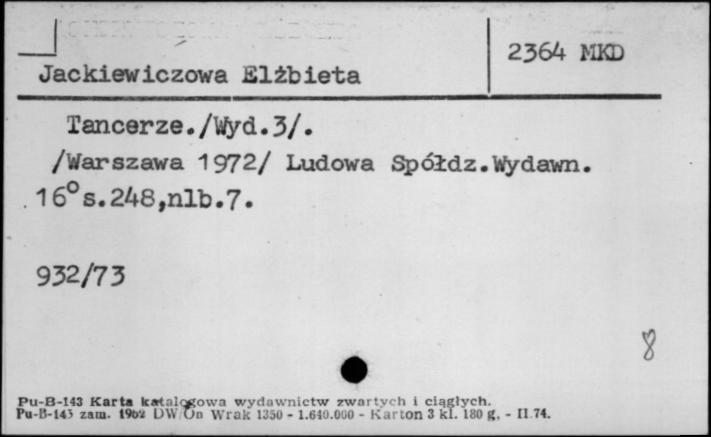 2364 MKD
Jackiewiczowa Elżbieta
Tancerze./Wyd.3/.
/Warszawa 1972/ Ludowa Spółdz.Wydawn.
16° s.248,nlb.7.
932/73
8
Pu-B-143 Karta katalogowa wydawnictw zwartych i ciągłych.
Pu-B-143 zam. 1962 DW/On Wrak 1350 - 1.640.000 - Karton 3 kl. 180 g. - II.74.